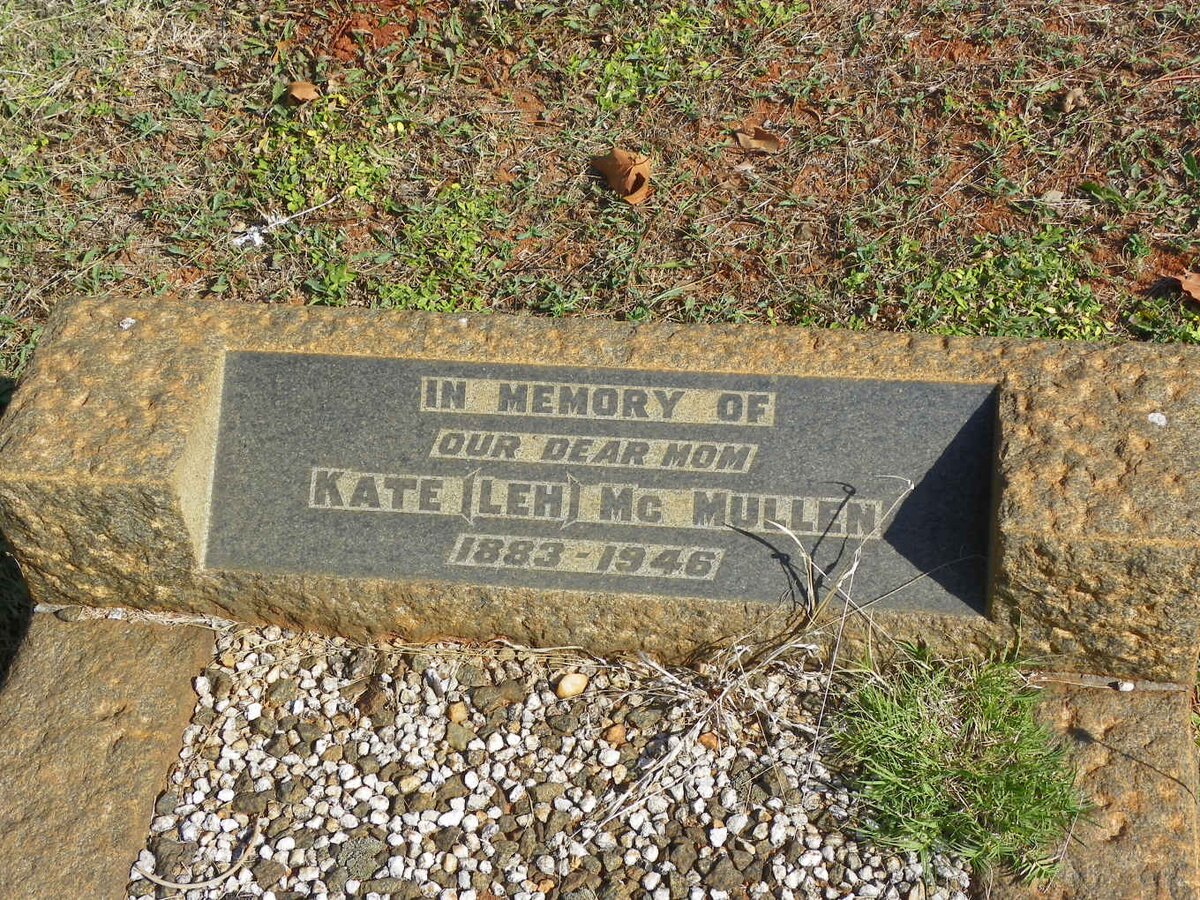 IN MEMORY OF
OUR DEAR MOM
KATE (LEH) Mc MULLEN
1883-1946